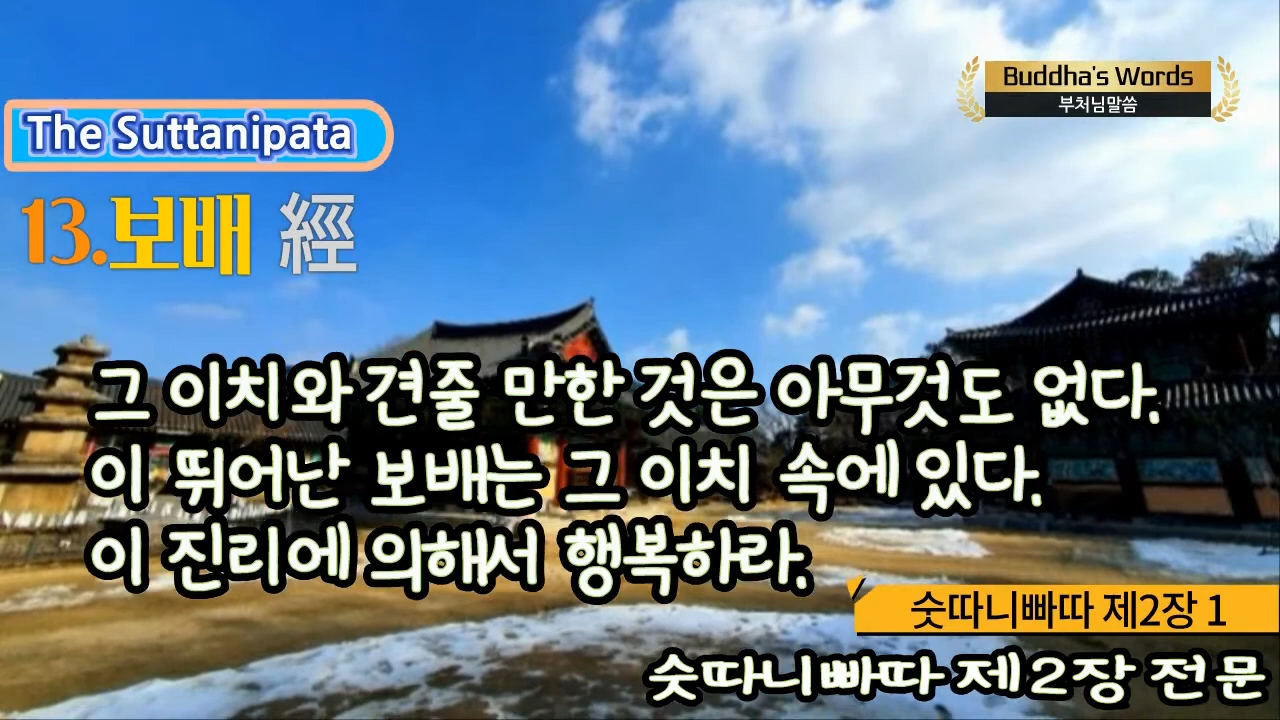 Buddha's Words
부처님말씀
The Suttanipata
13.보배 經
그 이치와 견줄 만한 것은 아무것도 없다.
이 뛰어난 보배는 그 이치 속에 있다.
이 진리에 의해서 행복하라.
숫따니빠따 제2장 1
숫따니빠따 제2장 전문